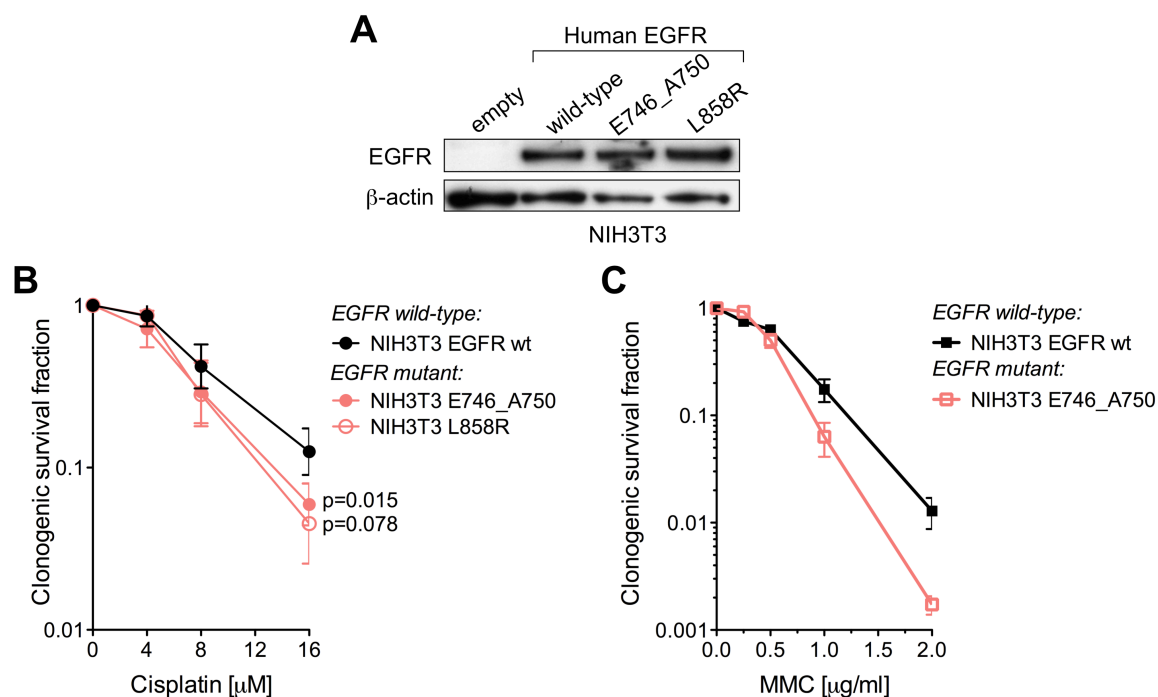 A
Human EGFR
empty
wild-type
E746_A750
L858R
EGFR
β-actin
NIH3T3
B
Clonogenic survival fraction
1
0.1
0.01
0
4
8
12
16
Cisplatin [μM]
EGFR wild-type:
NIH3T3 EGFR wt
EGFR mutant:
NIH3T3 E746_A750
NIH3T3 L858R
p=0.015
p=0.078
C
Clonogenic survival fraction
1
0.1
0.01
0.001
0.0
0.5
1.0
1.5
2.0
MMC [μg/ml]
EGFR wild-type:
NIH3T3 EGFR wt
EGFR mutant:
NIH3T3 E746_A750